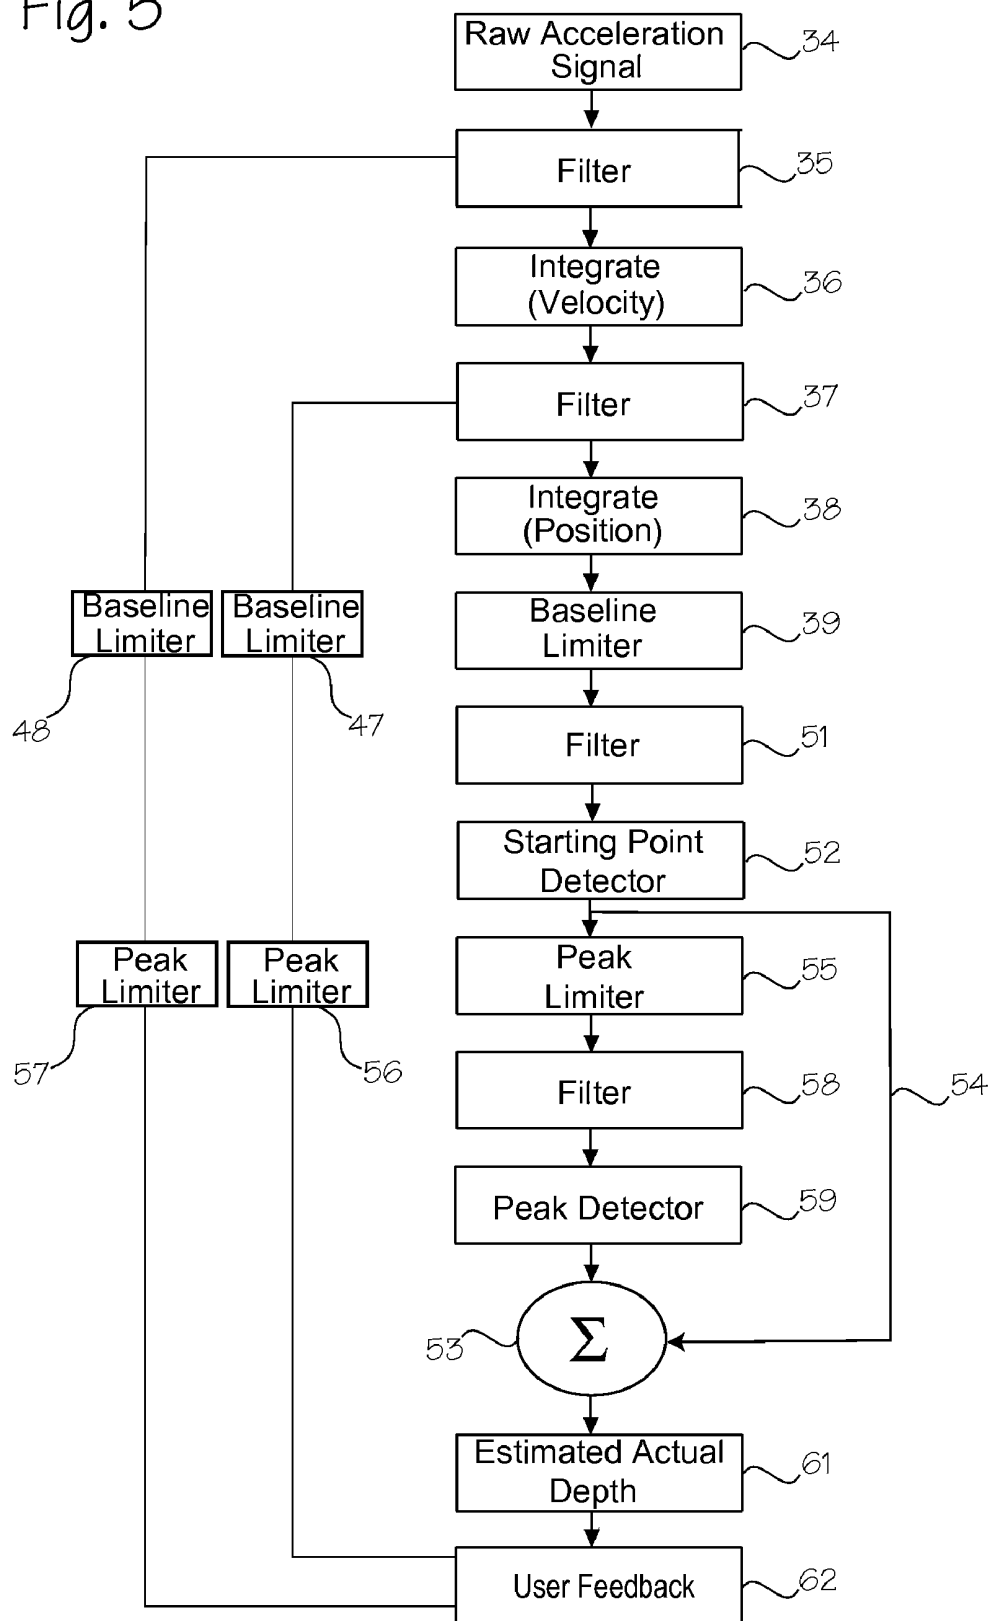 Fig. 5
Raw Acceleration
Signal
34
Filter
35
Integrate
(Velocity)
36
Filter
37
Integrate
(Position)
38
Baseline
Limiter
48
Baseline
Limiter
47
Baseline
Limiter
39
Filter
51
Starting Point
Detector
52
Peak
Limiter
57
Peak
Limiter
56
Peak
Limiter
55
Filter
58
54
Peak Detector
59
Σ
53
Estimated Actual
Depth
61
User Feedback
62